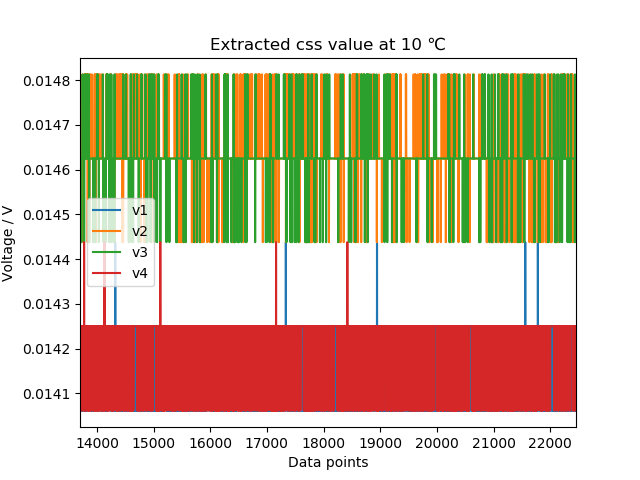 Extracted css value at 10 ℃
Voltage / V
0.0148
0.0147
0.0146
0.0145
0.0144
0.0143
0.0142
0.0141
v1
v2
v3
v4
14000 15000 16000 17000 18000 19000 20000 21000 22000
Data points